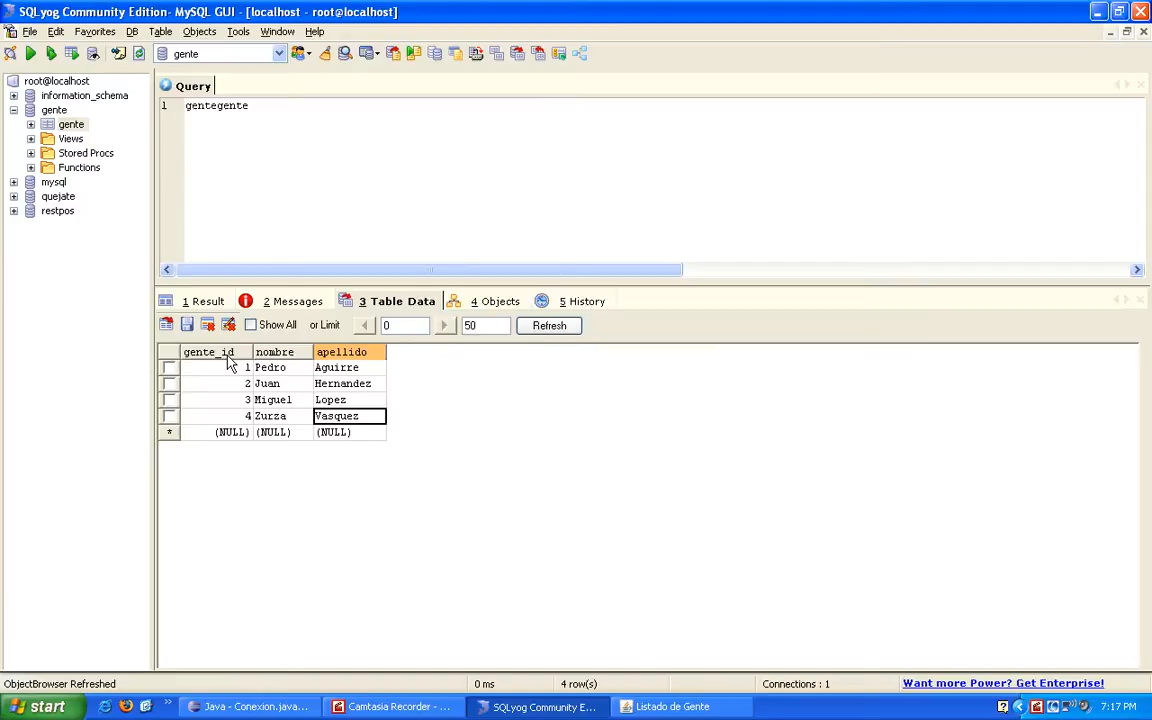 SQLyog Community Edition- MySQL GUI - [localhost - root@localhost]
File Edit Favorites DB Table Objects Tools Window Help
gente
root@localhost
information_schema
gente
gente
Views
Stored Procs
Functions
mysql
quejate
restpos
Query
1 gentegente
1 Result 2 Messages 3 Table Data 4 Objects 5 History
Show All or Limit 0 50 Refresh
gente_id nombre apellido
1 Pedro Aguirre
2 Juan Hernandez
3 Miguel Lopez
4 Zurza Vasquez
* (NULL) (NULL) (NULL)
ObjectBrowser Refreshed 0 ms 4 row(s) Connections : 1 Want more Power? Get Enterprise!
start Java - Conexion.java... Camtasia Recorder - ... SQLyog Community E... Listado de Gente 7:17 PM